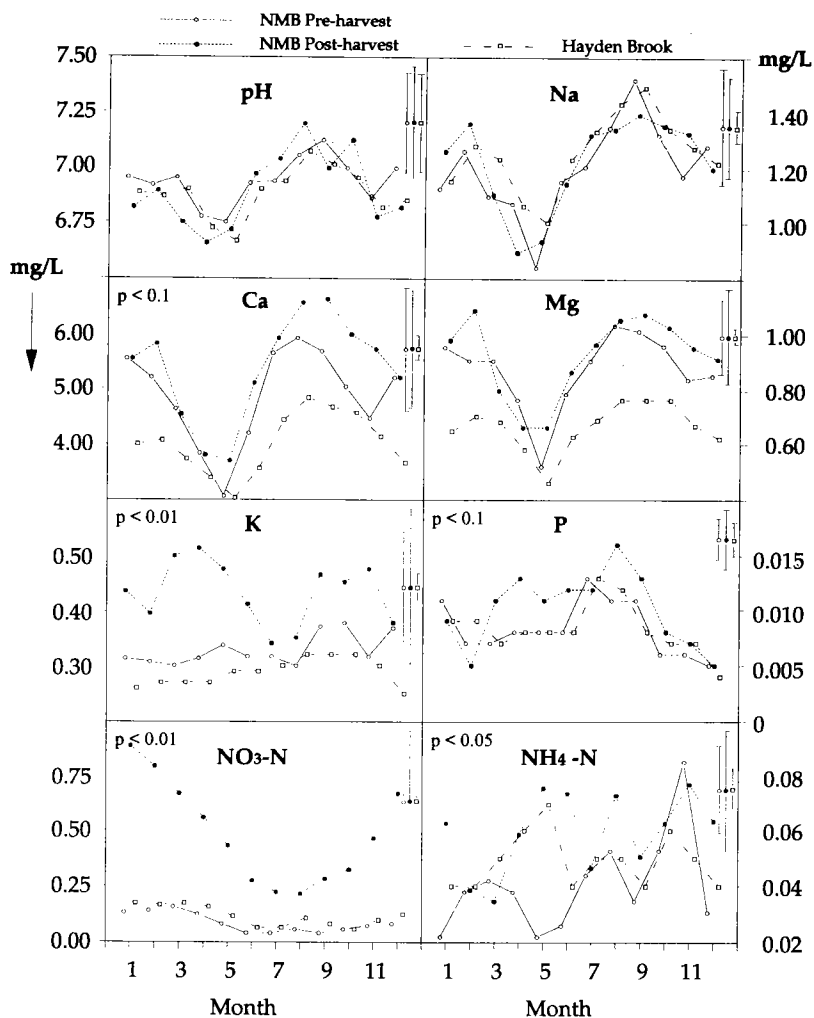 NMB Pre-harvest
NMB Post-harvest
Hayden Brook
mg/L
7.50
7.25
7.00
6.75
pH
Na
1.40
1.20
1.00
mg/L
p < 0.1
Ca
Mg
6.00
5.00
4.00
1.00
0.80
0.60
p < 0.01
K
p < 0.1
P
0.50
0.40
0.30
0.015
0.010
0.005
0
p < 0.01
NO3-N
p < 0.05
NH4 -N
0.75
0.50
0.25
0.00
0.08
0.06
0.04
0.02
1 3 5 7 9 11
1 3 5 7 9 11
Month
Month